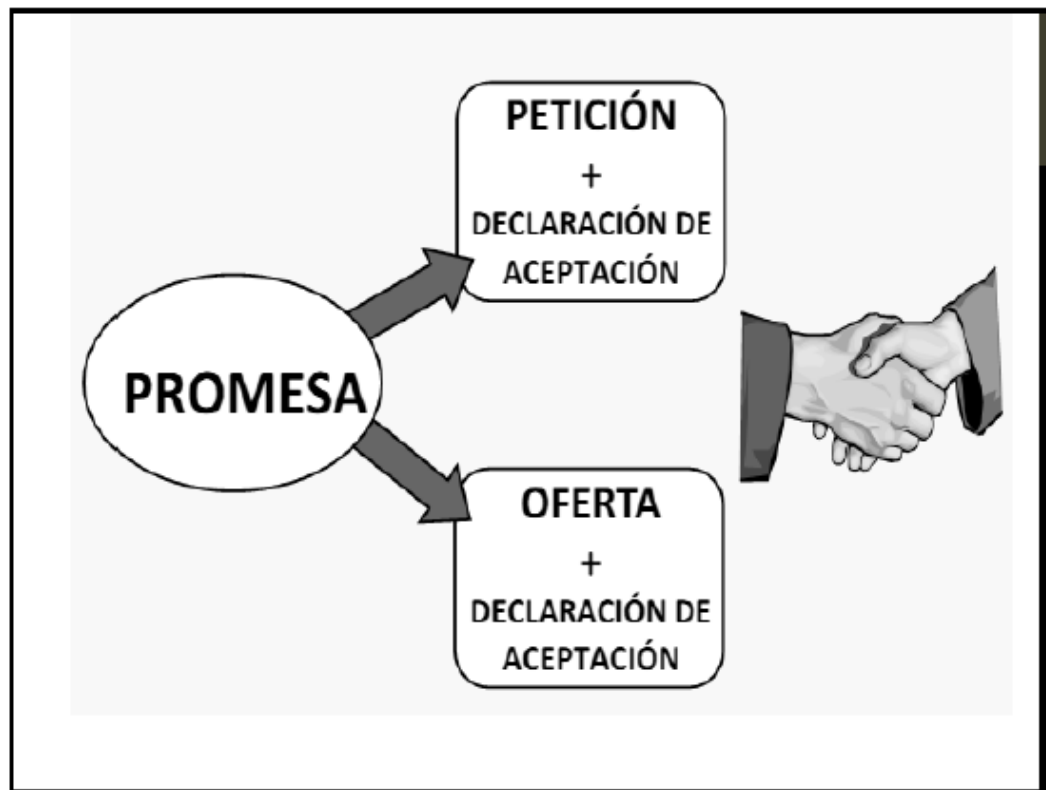 PETICIÓN
+
DECLARACIÓN DE
ACEPTACIÓN
PROMESA
OFERTA
+
DECLARACIÓN DE
ACEPTACIÓN